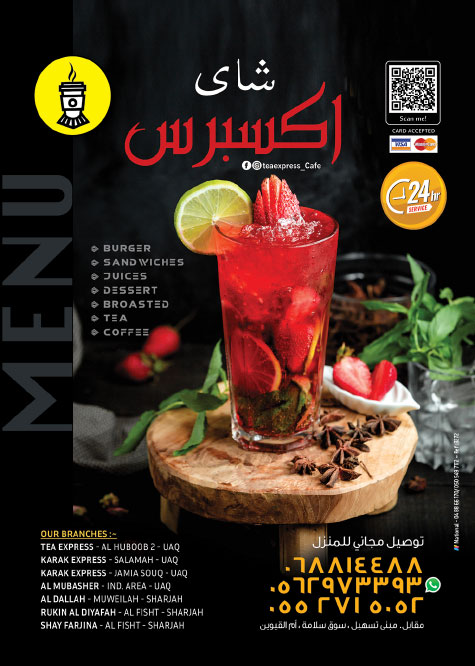 شاى
اكسبرس
@teaexpress_Cafe
Scan me!
CARD ACCEPTED
VISA MasterCard
24hr
SERVICE
MENU
BURGER
SANDWICHES
JUICES
DESSERT
BROASTED
TEA
COFFEE
OUR BRANCHES :-
TEA EXPRESS - AL HUBOOB 2 - UAQ
KARAK EXPRESS - SALAMAH - UAQ
KARAK EXPRESS - JAMIA SOUQ - UAQ
AL MUBASHER - IND. AREA - UAQ
AL DALLAH - MUWEILAH - SHARJAH
RUKIN AL DIYAFAH - AL FISHT - SHARJAH
SHAY FARJINA - AL FISHT - SHARJAH
توصيل مجاني للمنزل
٠٦٨٨١٤٤٨٨
٠٥٦٢٩٧٣٣٩٣
٠٥٥ ٢٧١ ٥٠٥٢
مقابل. مبنى تسهيل ، سوق سلامة ، أم القيوين